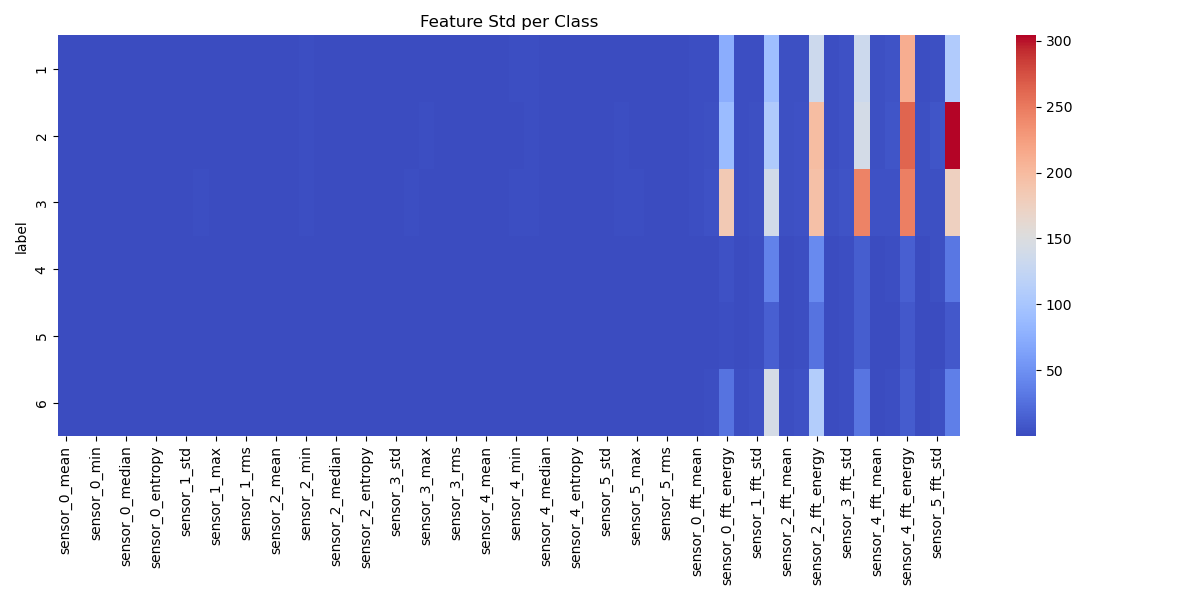 Feature Std per Class
label
1
2
3
4
5
6
sensor_0_mean
sensor_0_min
sensor_0_median
sensor_0_entropy
sensor_1_std
sensor_1_max
sensor_1_rms
sensor_2_mean
sensor_2_min
sensor_2_median
sensor_2_entropy
sensor_3_std
sensor_3_max
sensor_3_rms
sensor_4_mean
sensor_4_min
sensor_4_median
sensor_4_entropy
sensor_5_std
sensor_5_max
sensor_5_rms
sensor_0_fft_mean
sensor_0_fft_energy
sensor_1_fft_std
sensor_2_fft_mean
sensor_2_fft_energy
sensor_3_fft_std
sensor_4_fft_mean
sensor_4_fft_energy
sensor_5_fft_std
300
250
200
150
100
50